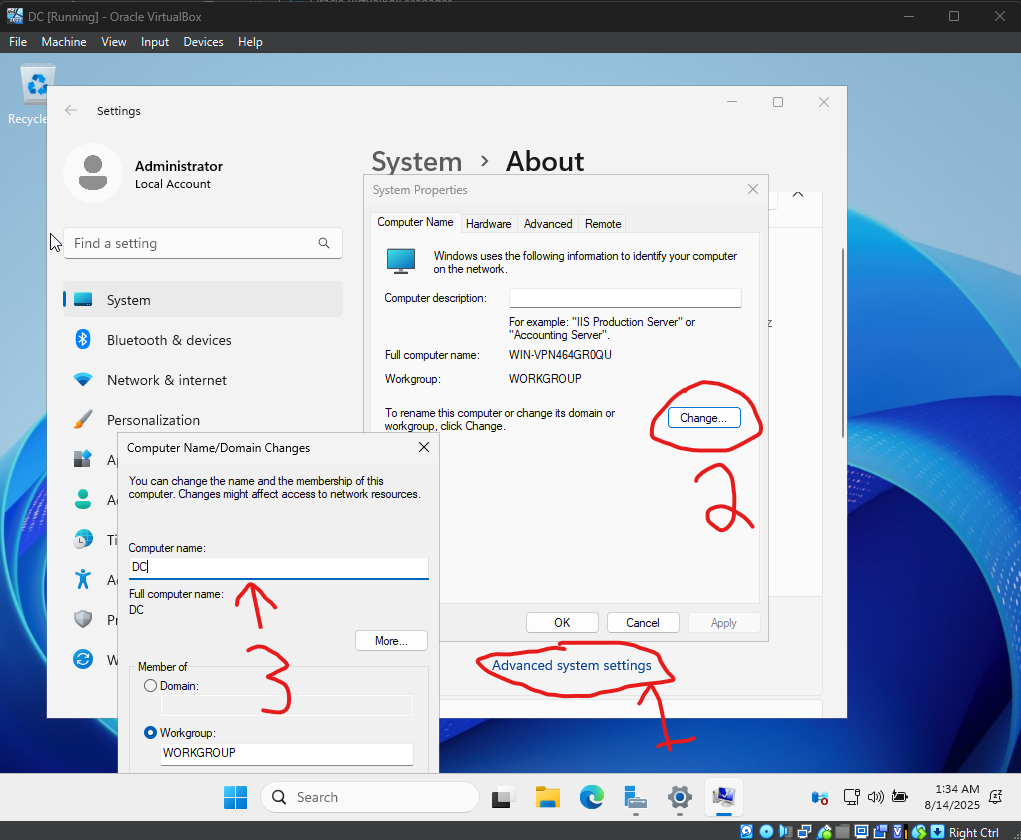 DC [Running] - Oracle VirtualBox
File Machine View Input Devices Help
Recycle
Settings
Administrator
Local Account
Find a setting
System
Bluetooth & devices
Network & internet
Personalization
System > About
System Properties
Computer Name Hardware Advanced Remote
Windows uses the following information to identify your computer
on the network.
Computer description:
For example: "IIS Production Server" or
"Accounting Server".
Full computer name: WIN-VPN464GR0QU
Workgroup: WORKGROUP
To rename this computer or change its domain or
workgroup, click Change.
Change...
2
OK Cancel Apply
Advanced system settings
1
Computer Name/Domain Changes
You can change the name and the membership of this
computer. Changes might affect access to network resources.
Computer name:
DC
Full computer name:
DC
3
More...
Member of
Domain:
Workgroup:
WORKGROUP
Search
1:34 AM
8/14/2025
Right Ctrl